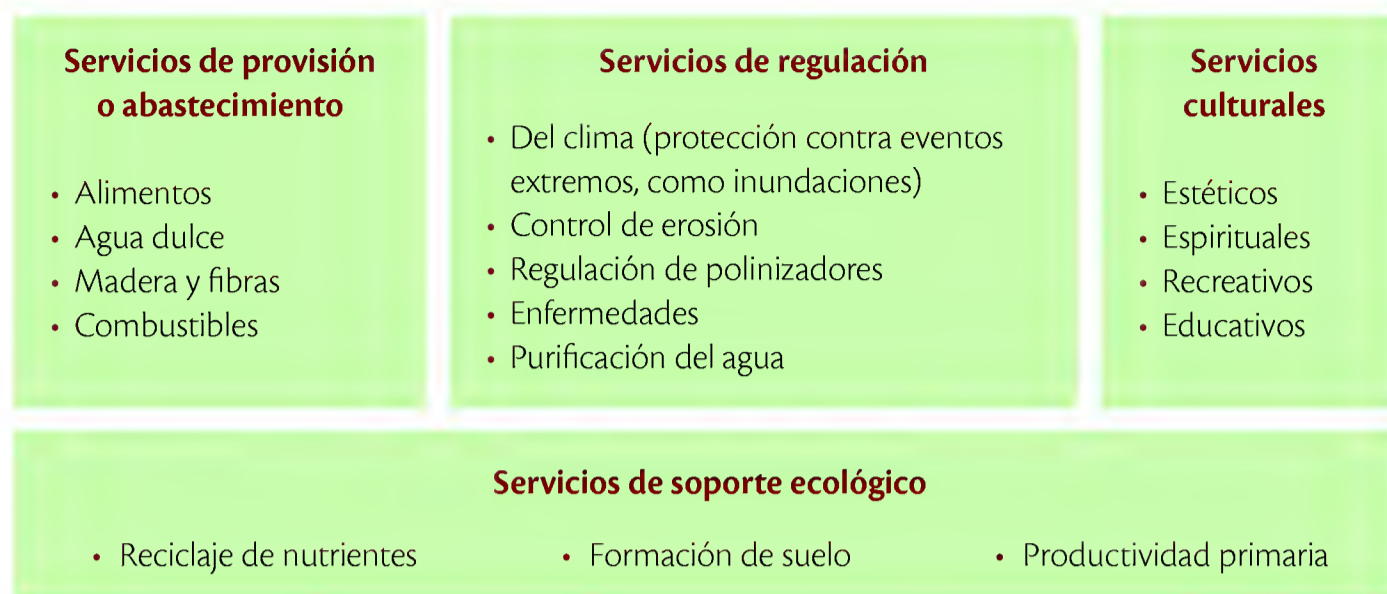 Servicios de provisión
o abastecimiento
• Alimentos
• Agua dulce
• Madera y fibras
• Combustibles
Servicios de regulación
• Del clima (protección contra eventos
extremos, como inundaciones)
• Control de erosión
• Regulación de polinizadores
• Enfermedades
• Purificación del agua
Servicios
culturales
• Estéticos
• Espirituales
• Recreativos
• Educativos
Servicios de soporte ecológico
• Reciclaje de nutrientes • Formación de suelo • Productividad primaria